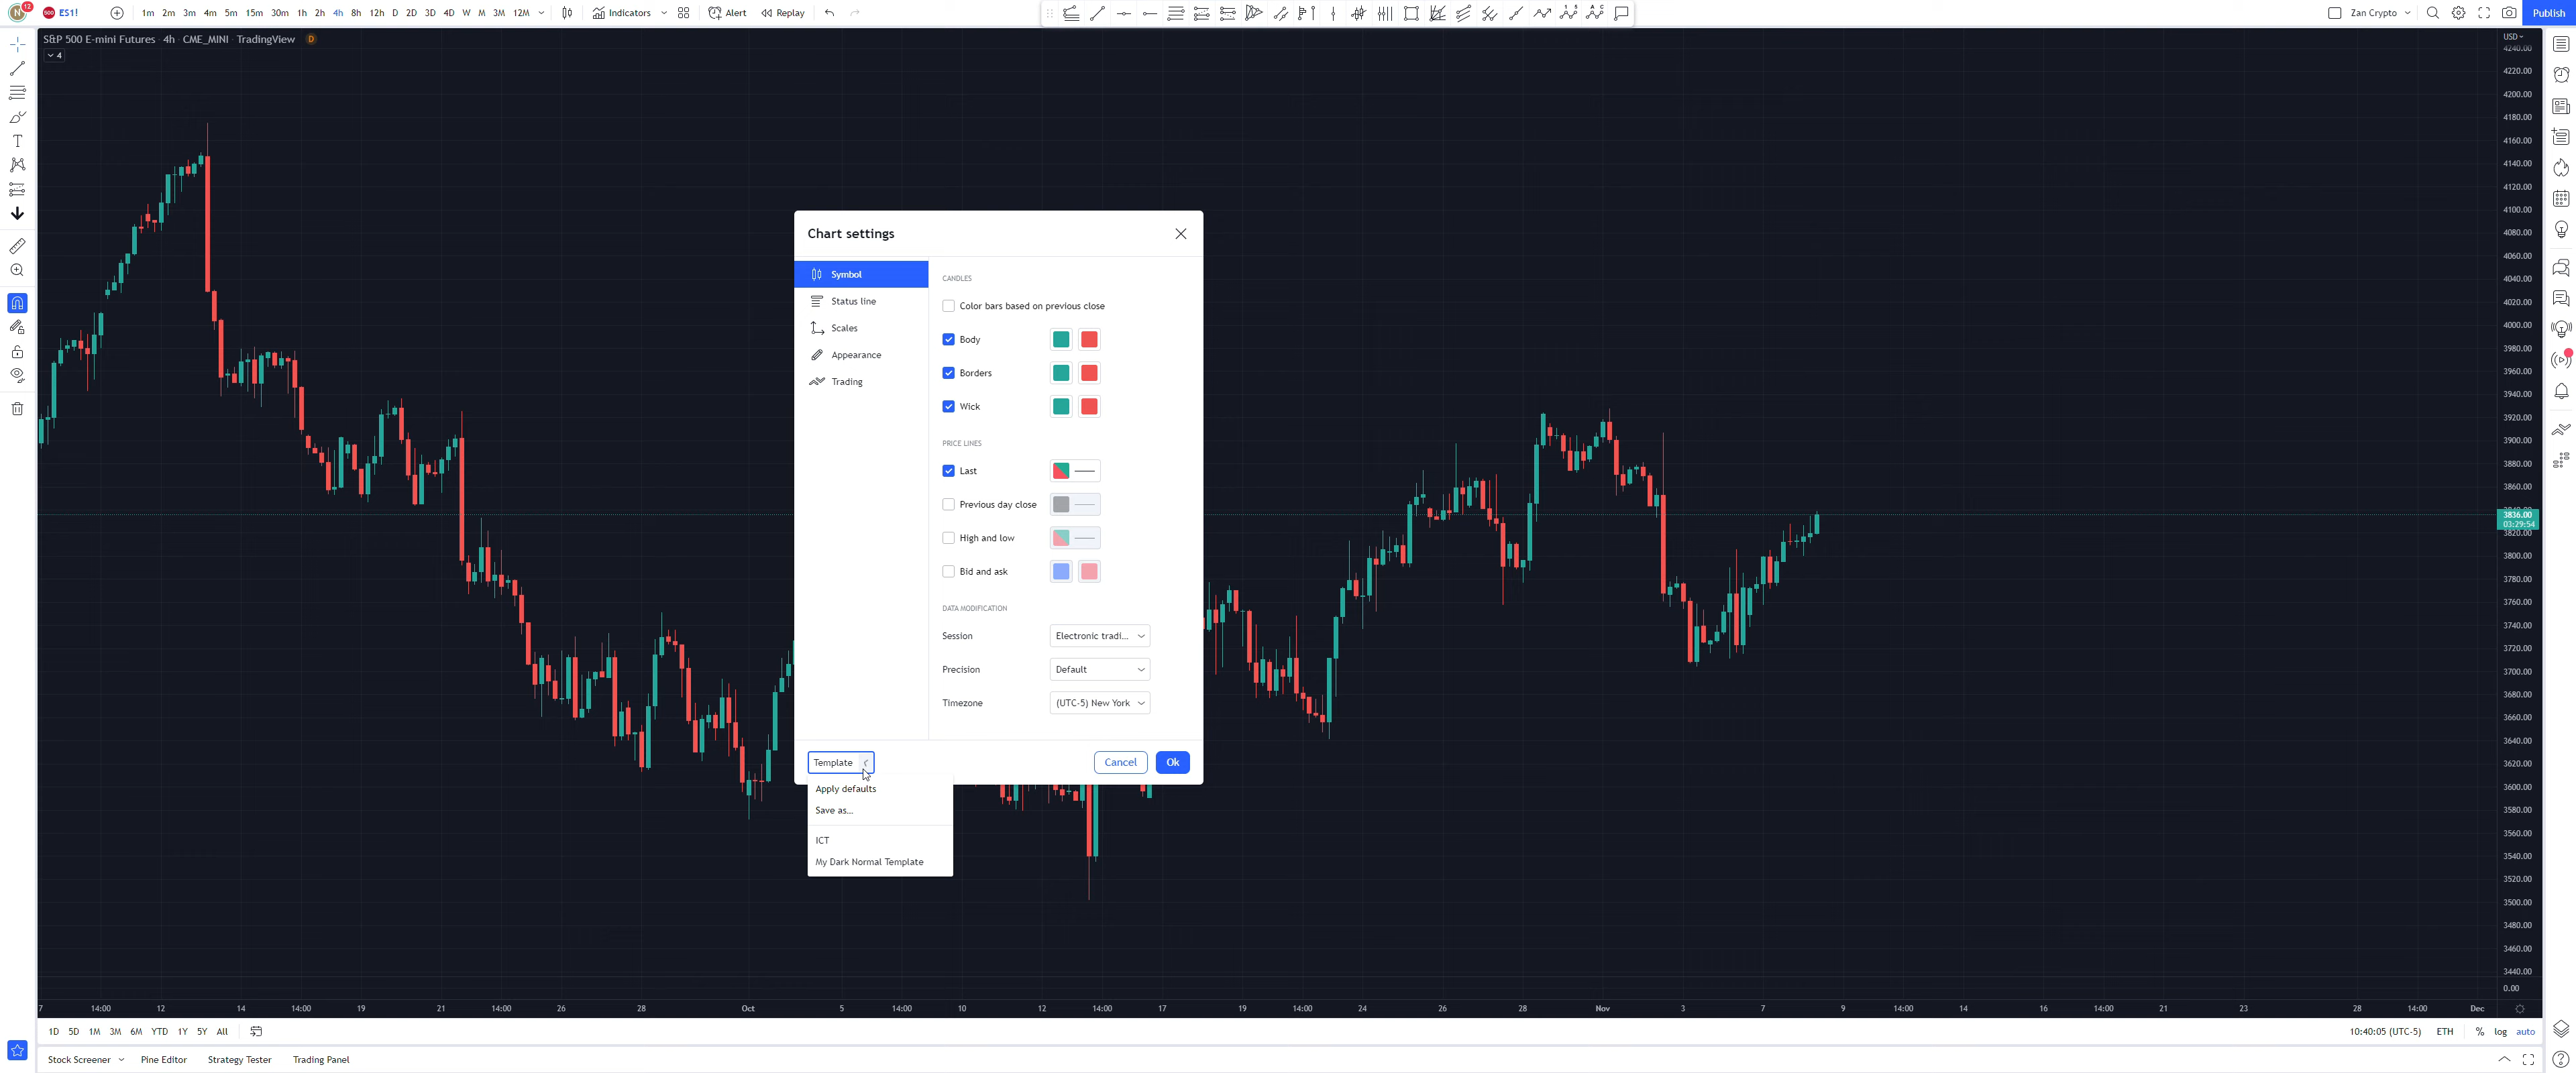 N 12 500 ES1! 1m 2m 3m 4m 5m 15m 30m 1h 2h 4h 8h 12h D 2D 3D 4D W M 3M 12M Indicators Alert Replay Zan Crypto Publish
S&P 500 E-mini Futures · 4h · CME_MINI · TradingView D
4
USD
4240.00
4220.00
4200.00
4180.00
4160.00
4140.00
4120.00
4100.00
4080.00
4060.00
4040.00
4020.00
4000.00
3980.00
3960.00
3940.00
3920.00
3900.00
3880.00
3860.00
3836.00
03:29:54
3820.00
3800.00
3780.00
3760.00
3740.00
3720.00
3700.00
3680.00
3660.00
3640.00
3620.00
3600.00
3580.00
3560.00
3540.00
3520.00
3500.00
3480.00
3460.00
3440.00
0.00
Chart settings
Symbol
Status line
Scales
Appearance
Trading
CANDLES
Color bars based on previous close
Body
Borders
Wick
PRICE LINES
Last
Previous day close
High and low
Bid and ask
DATA MODIFICATION
Session Electronic tradi...
Precision Default
Timezone (UTC-5) New York
Template Cancel Ok
Apply defaults
Save as...
ICT
My Dark Normal Template
7 14:00 12 14 14:00 19 21 14:00 26 28 Oct 5 14:00 10 12 14:00 17 19 14:00 24 26 28 Nov 3 7 9 14:00 14 16 14:00 21 23 28 14:00 Dec
1D 5D 1M 3M 6M YTD 1Y 5Y All 10:40:05 (UTC-5) ETH % log auto
Stock Screener Pine Editor Strategy Tester Trading Panel